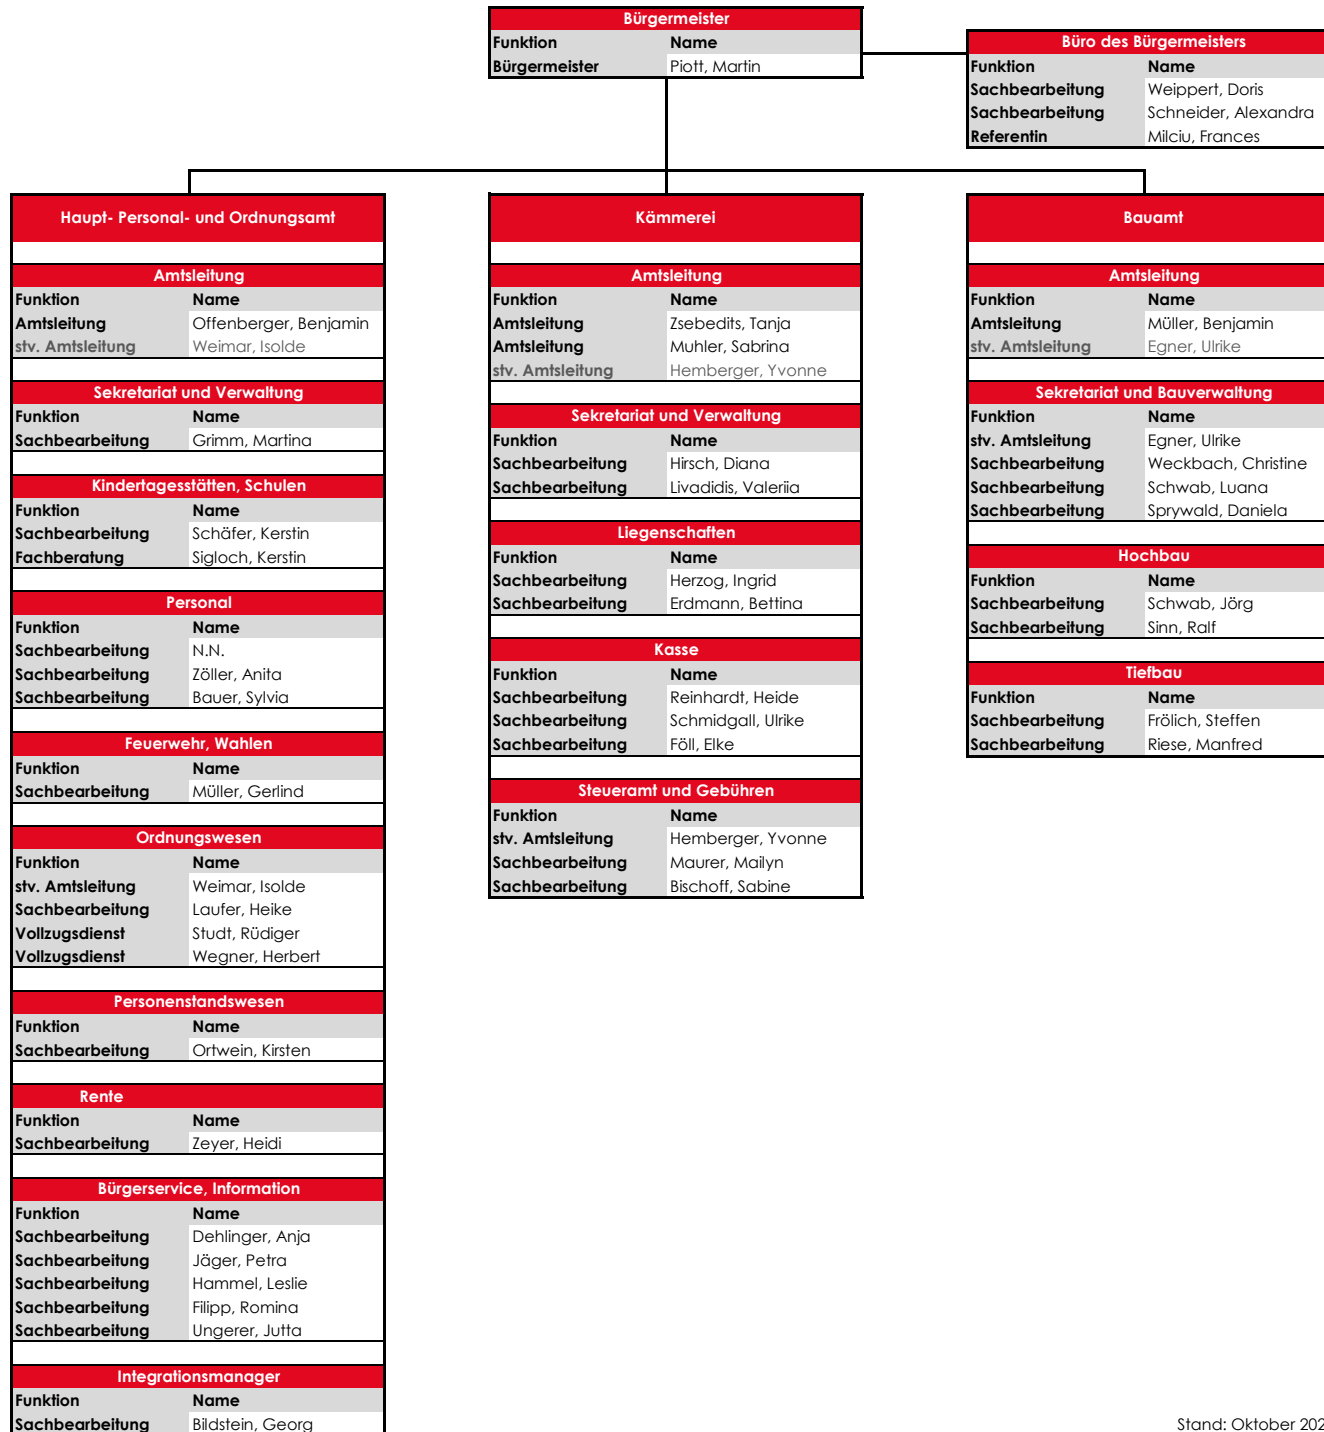 Bürgermeister
Funktion Name
Bürgermeister Piott, Martin
Büro des Bürgermeisters
Funktion Name
Sachbearbeitung Weippert, Doris
Sachbearbeitung Schneider, Alexandra
Referentin Milciu, Frances
Haupt- Personal- und Ordnungsamt
Amtsleitung
Funktion Name
Amtsleitung Offenberger, Benjamin
stv. Amtsleitung Weimar, Isolde
Sekretariat und Verwaltung
Funktion Name
Sachbearbeitung Grimm, Martina
Kindertagesstätten, Schulen
Funktion Name
Sachbearbeitung Schäfer, Kerstin
Fachberatung Sigloch, Kerstin
Personal
Funktion Name
Sachbearbeitung N.N.
Sachbearbeitung Zöller, Anita
Sachbearbeitung Bauer, Sylvia
Feuerwehr, Wahlen
Funktion Name
Sachbearbeitung Müller, Gerlind
Ordnungswesen
Funktion Name
stv. Amtsleitung Weimar, Isolde
Sachbearbeitung Laufer, Heike
Vollzugsdienst Studt, Rüdiger
Vollzugsdienst Wegner, Herbert
Personenstandswesen
Funktion Name
Sachbearbeitung Ortwein, Kirsten
Rente
Funktion Name
Sachbearbeitung Zeyer, Heidi
Bürgerservice, Information
Funktion Name
Sachbearbeitung Dehlinger, Anja
Sachbearbeitung Jäger, Petra
Sachbearbeitung Hammel, Leslie
Sachbearbeitung Filipp, Romina
Sachbearbeitung Ungerer, Jutta
Integrationsmanager
Funktion Name
Sachbearbeitung Bildstein, Georg
Kämmerei
Amtsleitung
Funktion Name
Amtsleitung Zsebedits, Tanja
Amtsleitung Muhler, Sabrina
stv. Amtsleitung Hemberger, Yvonne
Sekretariat und Verwaltung
Funktion Name
Sachbearbeitung Hirsch, Diana
Sachbearbeitung Livadidis, Valeriia
Liegenschaften
Funktion Name
Sachbearbeitung Herzog, Ingrid
Sachbearbeitung Erdmann, Bettina
Kasse
Funktion Name
Sachbearbeitung Reinhardt, Heide
Sachbearbeitung Schmidgall, Ulrike
Sachbearbeitung Föll, Elke
Steueramt und Gebühren
Funktion Name
stv. Amtsleitung Hemberger, Yvonne
Sachbearbeitung Maurer, Mailyn
Sachbearbeitung Bischoff, Sabine
Bauamt
Amtsleitung
Funktion Name
Amtsleitung Müller, Benjamin
stv. Amtsleitung Egner, Ulrike
Sekretariat und Bauverwaltung
Funktion Name
stv. Amtsleitung Egner, Ulrike
Sachbearbeitung Weckbach, Christine
Sachbearbeitung Schwab, Luana
Sachbearbeitung Sprywald, Daniela
Hochbau
Funktion Name
Sachbearbeitung Schwab, Jörg
Sachbearbeitung Sinn, Ralf
Tiefbau
Funktion Name
Sachbearbeitung Frölich, Steffen
Sachbearbeitung Riese, Manfred
Stand: Oktober 202